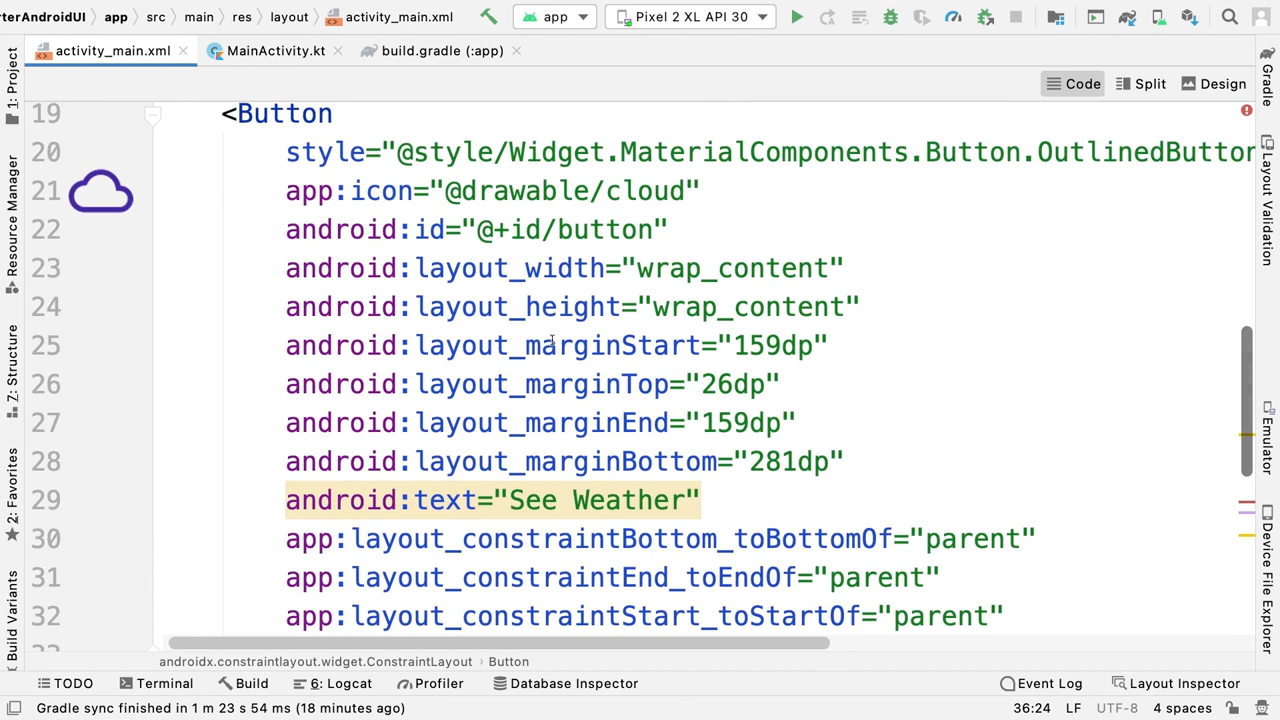 rterAndroidUI › app › src › main › res › layout › activity_main.xml
app
Pixel 2 XL API 30
activity_main.xml
MainActivity.kt
build.gradle (:app)
Code
Split
Design
1: Project
Resource Manager
Z: Structure
2: Favorites
Build Variants
19 <Button
20 style="@style/Widget.MaterialComponents.Button.OutlinedButton
21 app:icon="@drawable/cloud"
22 android:id="@+id/button"
23 android:layout_width="wrap_content"
24 android:layout_height="wrap_content"
25 android:layout_marginStart="159dp"
26 android:layout_marginTop="26dp"
27 android:layout_marginEnd="159dp"
28 android:layout_marginBottom="281dp"
29 android:text="See Weather"
30 app:layout_constraintBottom_toBottomOf="parent"
31 app:layout_constraintEnd_toEndOf="parent"
32 app:layout_constraintStart_toStartOf="parent"
Gradle
Layout Validation
Emulator
Device File Explorer
androidx.constraintlayout.widget.ConstraintLayout › Button
TODO
Terminal
Build
6: Logcat
Profiler
Database Inspector
Event Log
Layout Inspector
Gradle sync finished in 1 m 23 s 54 ms (18 minutes ago)
36:24 LF UTF-8 4 spaces